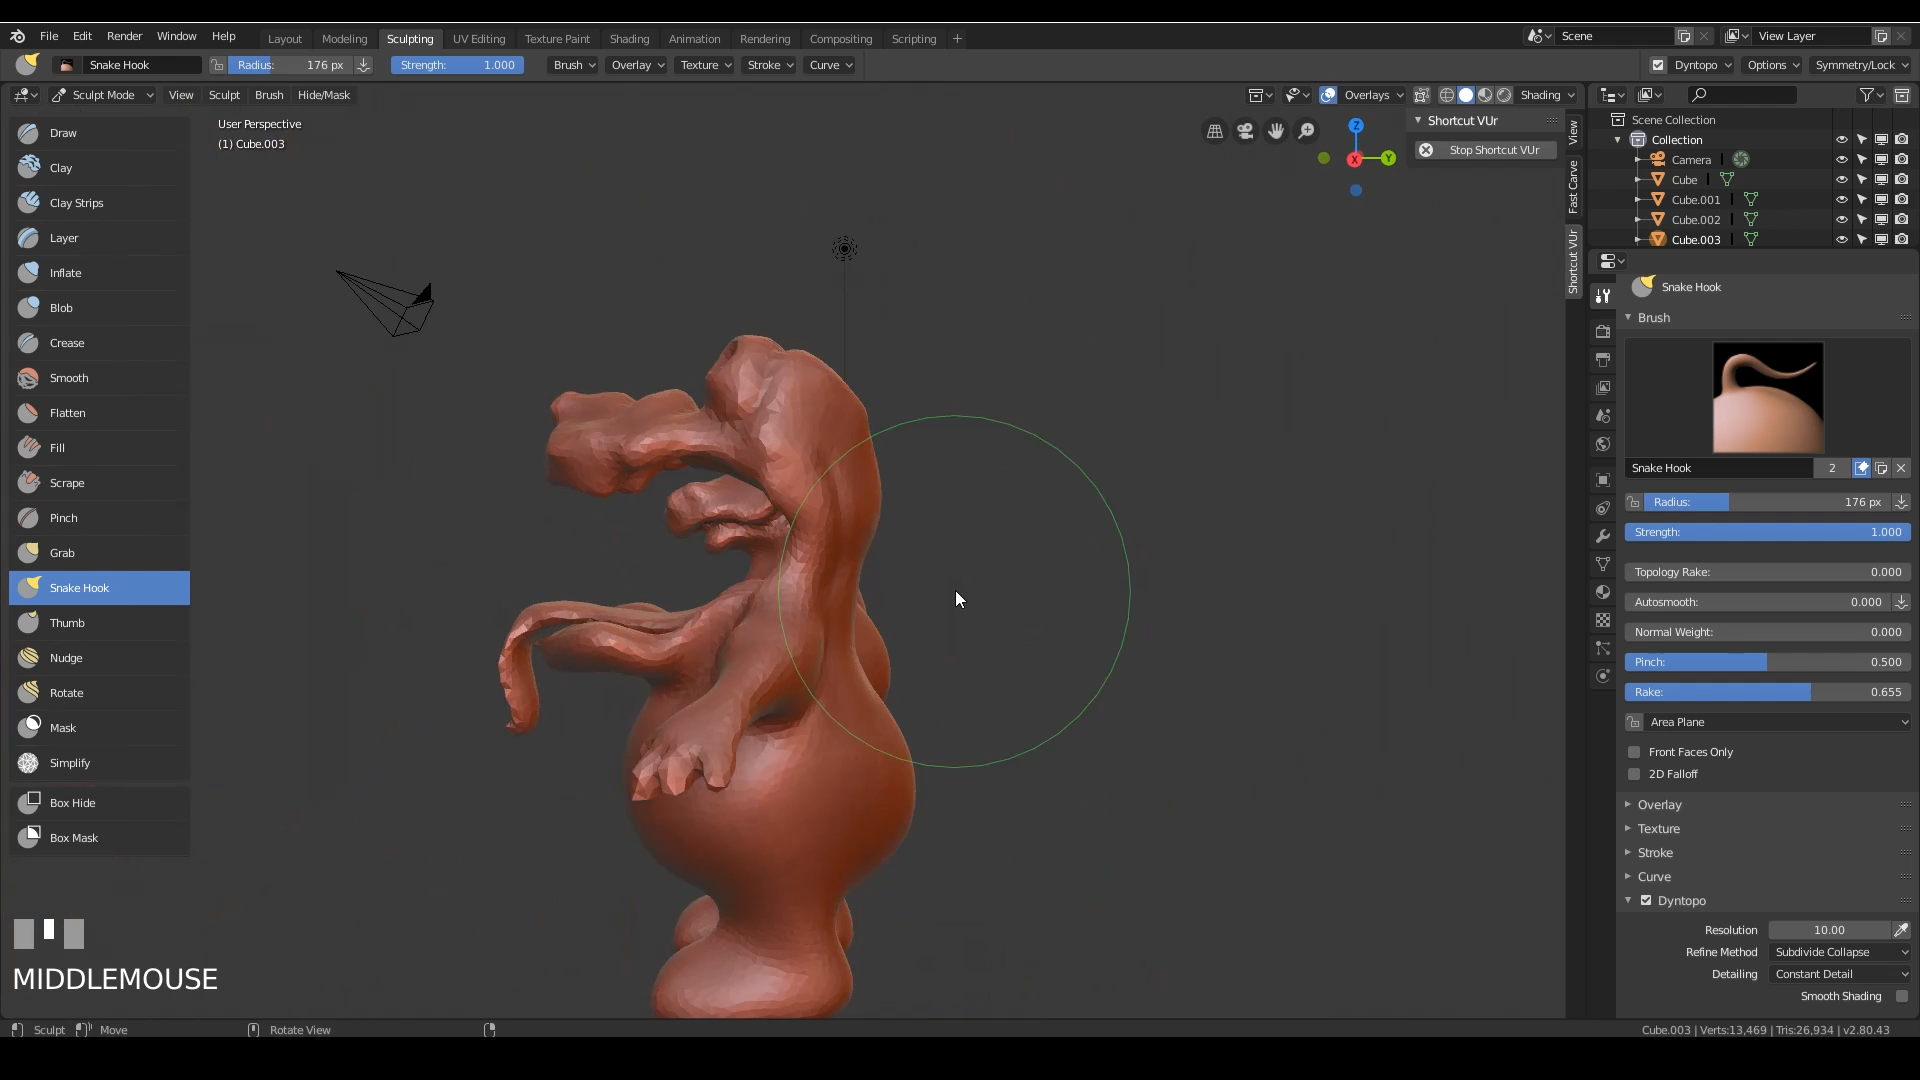 File Edit Render Window Help Layout Modeling Sculpting UV Editing Texture Paint Shading Animation Rendering Compositing Scripting + Scene View Layer
Snake Hook Radius: 176 px Strength: 1.000 Brush Overlay Texture Stroke Curve Dyntopo Options Symmetry/Lock
Sculpt Mode View Sculpt Brush Hide/Mask Overlays Shading
User Perspective
(1) Cube.003
Draw
Clay
Clay Strips
Layer
Inflate
Blob
Crease
Smooth
Flatten
Fill
Scrape
Pinch
Grab
Snake Hook
Thumb
Nudge
Rotate
Mask
Simplify
Box Hide
Box Mask
MIDDLEMOUSE
Z
X
Y
Shortcut VUr
Stop Shortcut VUr
View
Fast Carve
Shortcut VUr
Scene Collection
Collection
Camera
Cube
Cube.001
Cube.002
Cube.003
Snake Hook
Brush
Snake Hook 2
Radius: 176 px
Strength: 1.000
Topology Rake: 0.000
Autosmooth: 0.000
Normal Weight: 0.000
Pinch: 0.500
Rake: 0.655
Area Plane
Front Faces Only
2D Falloff
Overlay
Texture
Stroke
Curve
Dyntopo
Resolution 10.00
Refine Method Subdivide Collapse
Detailing Constant Detail
Smooth Shading
Sculpt Move Rotate View Cube.003 | Verts:13,469 | Tris:26,934 | v2.80.43